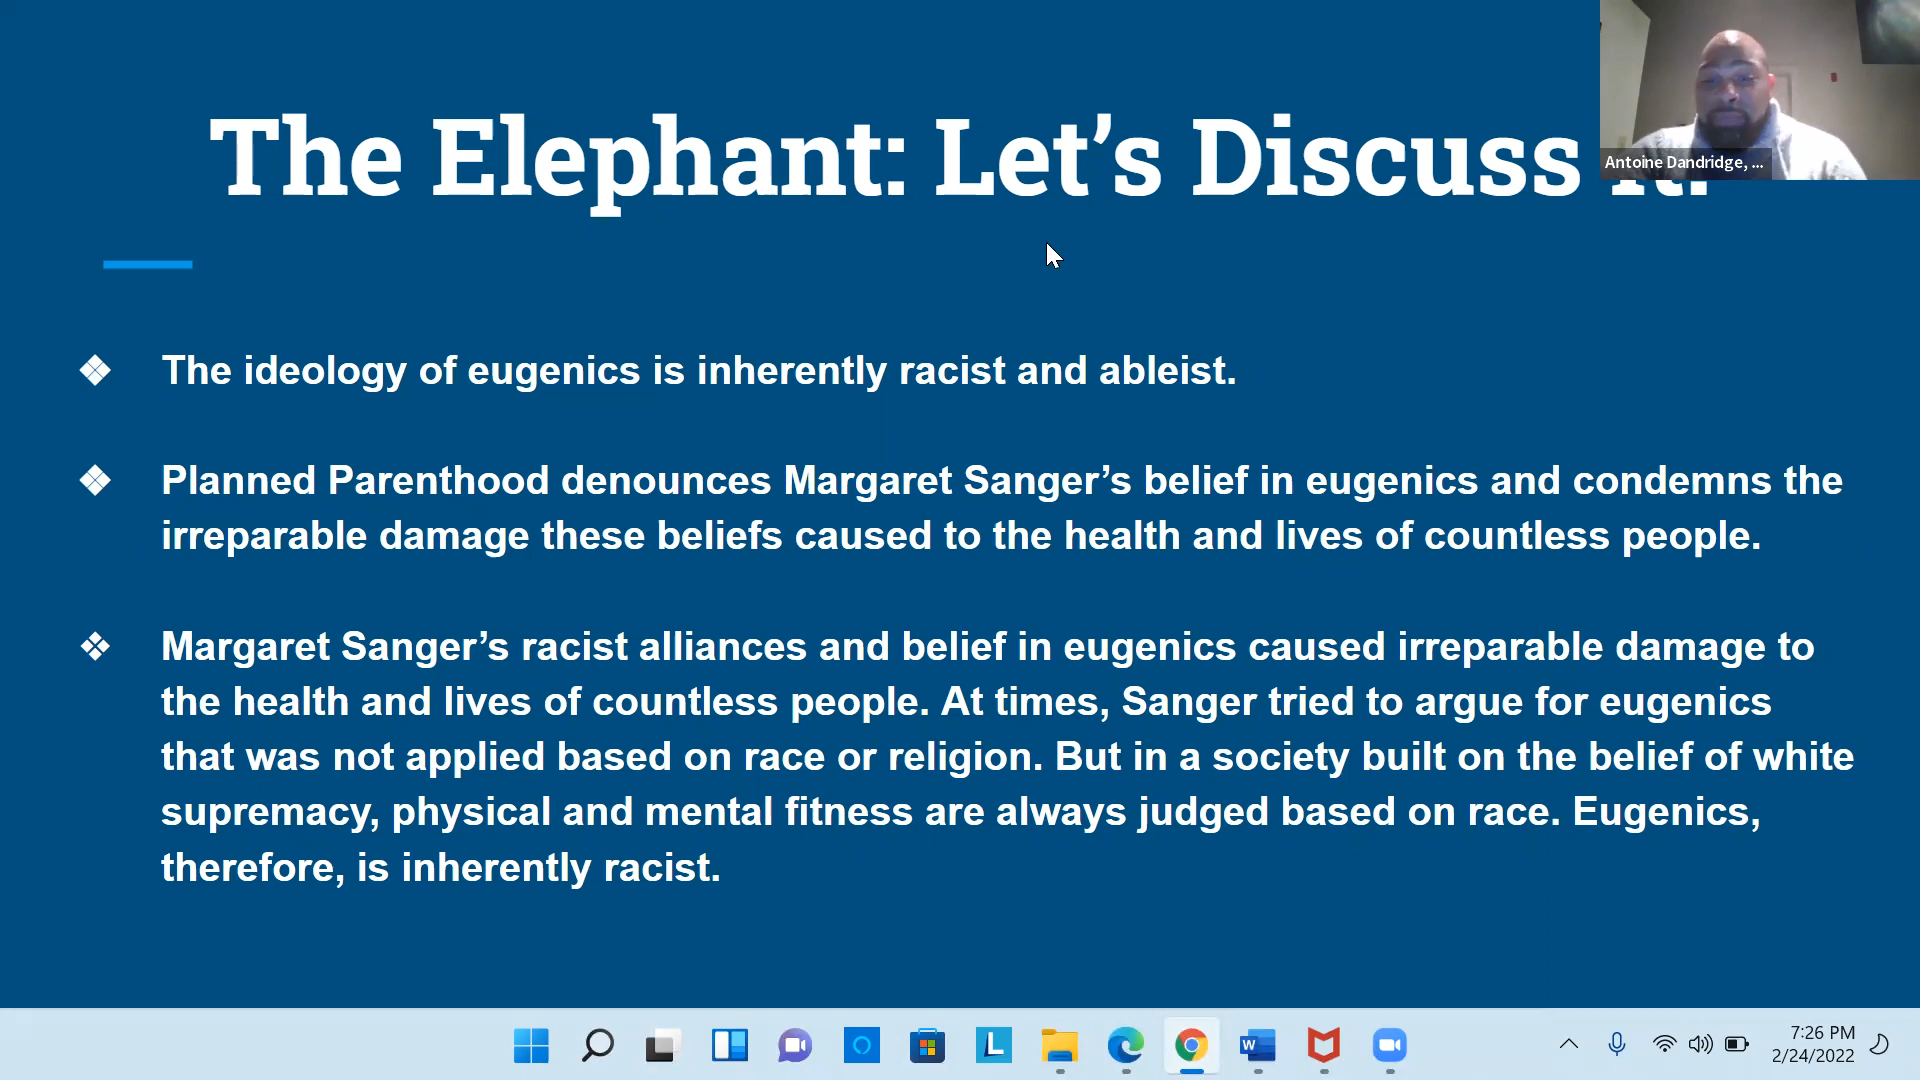 The Elephant: Let’s Discuss It!
Antoine Dandridge, ...
❖ The ideology of eugenics is inherently racist and ableist.
❖ Planned Parenthood denounces Margaret Sanger’s belief in eugenics and condemns the
irreparable damage these beliefs caused to the health and lives of countless people.
❖ Margaret Sanger’s racist alliances and belief in eugenics caused irreparable damage to
the health and lives of countless people. At times, Sanger tried to argue for eugenics
that was not applied based on race or religion. But in a society built on the belief of white
supremacy, physical and mental fitness are always judged based on race. Eugenics,
therefore, is inherently racist.
L
W
7:26 PM
2/24/2022